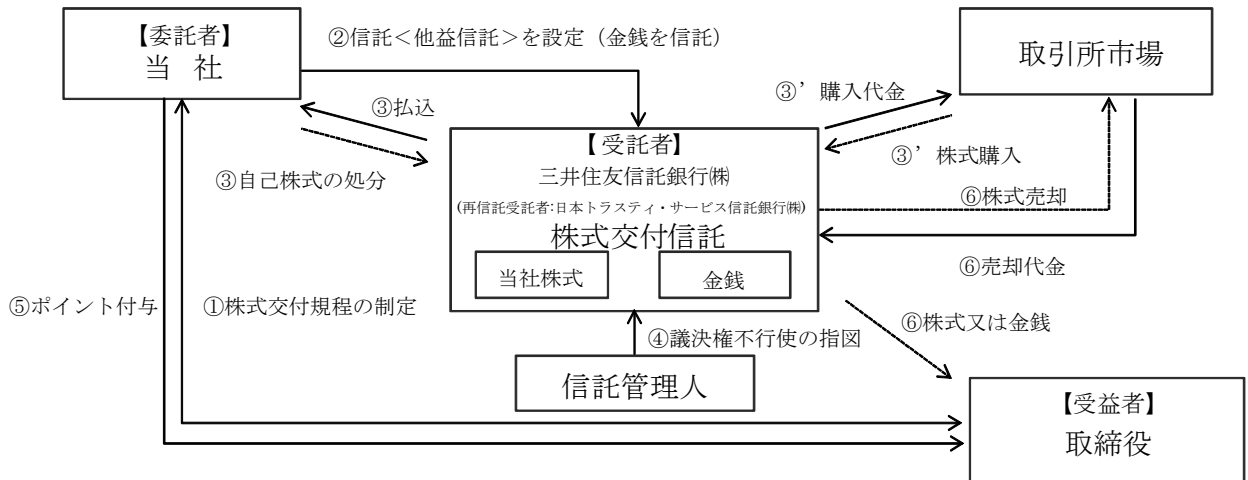 【委託者】
当 社
②信託＜他益信託＞を設定（金銭を信託）
取引所市場
③払込
③’購入代金
【受託者】
三井住友信託銀行㈱
(再信託受託者:日本トラスティ・サービス信託銀行㈱)
株式交付信託
当社株式
金銭
③自己株式の処分
③’株式購入
⑥株式売却
⑥売却代金
⑤ポイント付与
①株式交付規程の制定
⑥株式又は金銭
④議決権不行使の指図
信託管理人
【受益者】
取締役